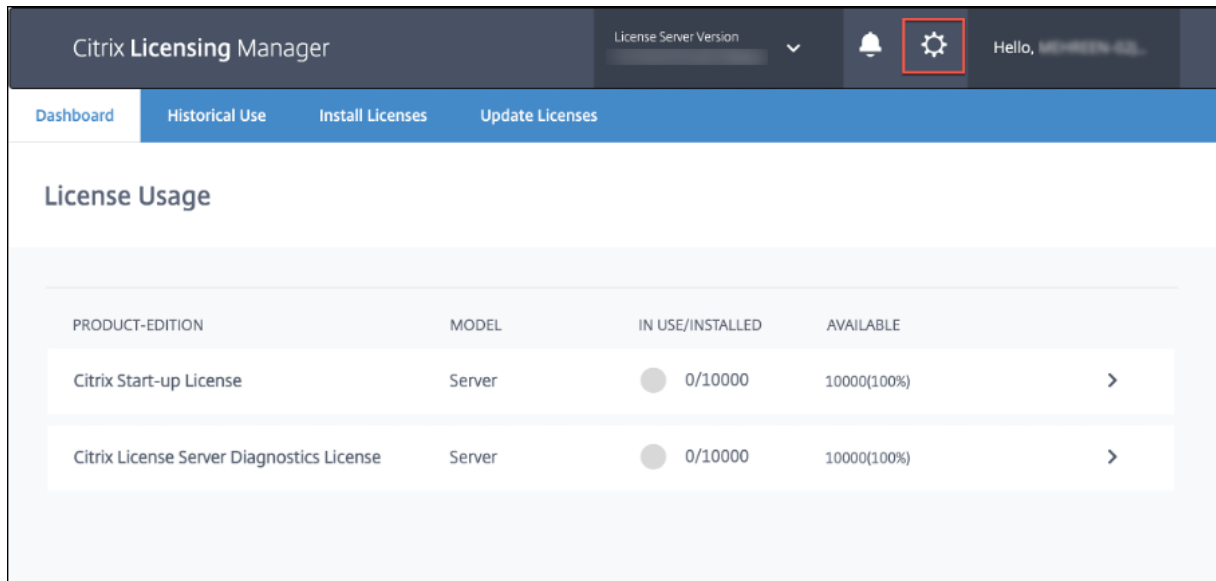 Citrix Licensing Manager
License Server Version
Hello,
Dashboard Historical Use Install Licenses Update Licenses
License Usage
PRODUCT-EDITION MODEL IN USE/INSTALLED AVAILABLE
Citrix Start-up License Server 0/10000 10000(100%)
Citrix License Server Diagnostics License Server 0/10000 10000(100%)